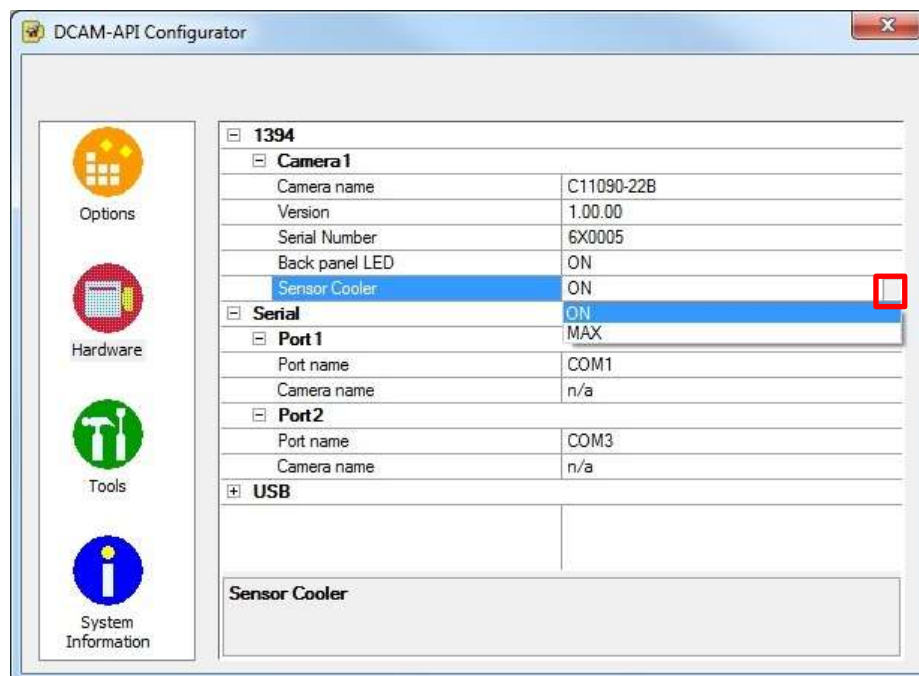 DCAM-API Configurator
Options
Hardware
Tools
System
Information
1394
Camera1
Camera name C11090-22B
Version 1.00.00
Serial Number 6X0005
Back panel LED ON
Sensor Cooler ON
ON
MAX
Serial
Port1
Port name COM1
Camera name n/a
Port2
Port name COM3
Camera name n/a
USB
Sensor Cooler